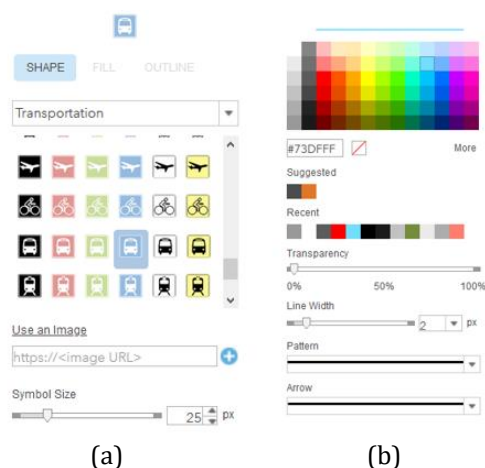 SHAPE FILL OUTLINE
Transportation
Use an Image
https://<image URL>
Symbol Size
25 px
(a)
#73DFFF More
Suggested
Recent
Transparency
0% 50% 100%
Line Width
2 px
Pattern
Arrow
(b)